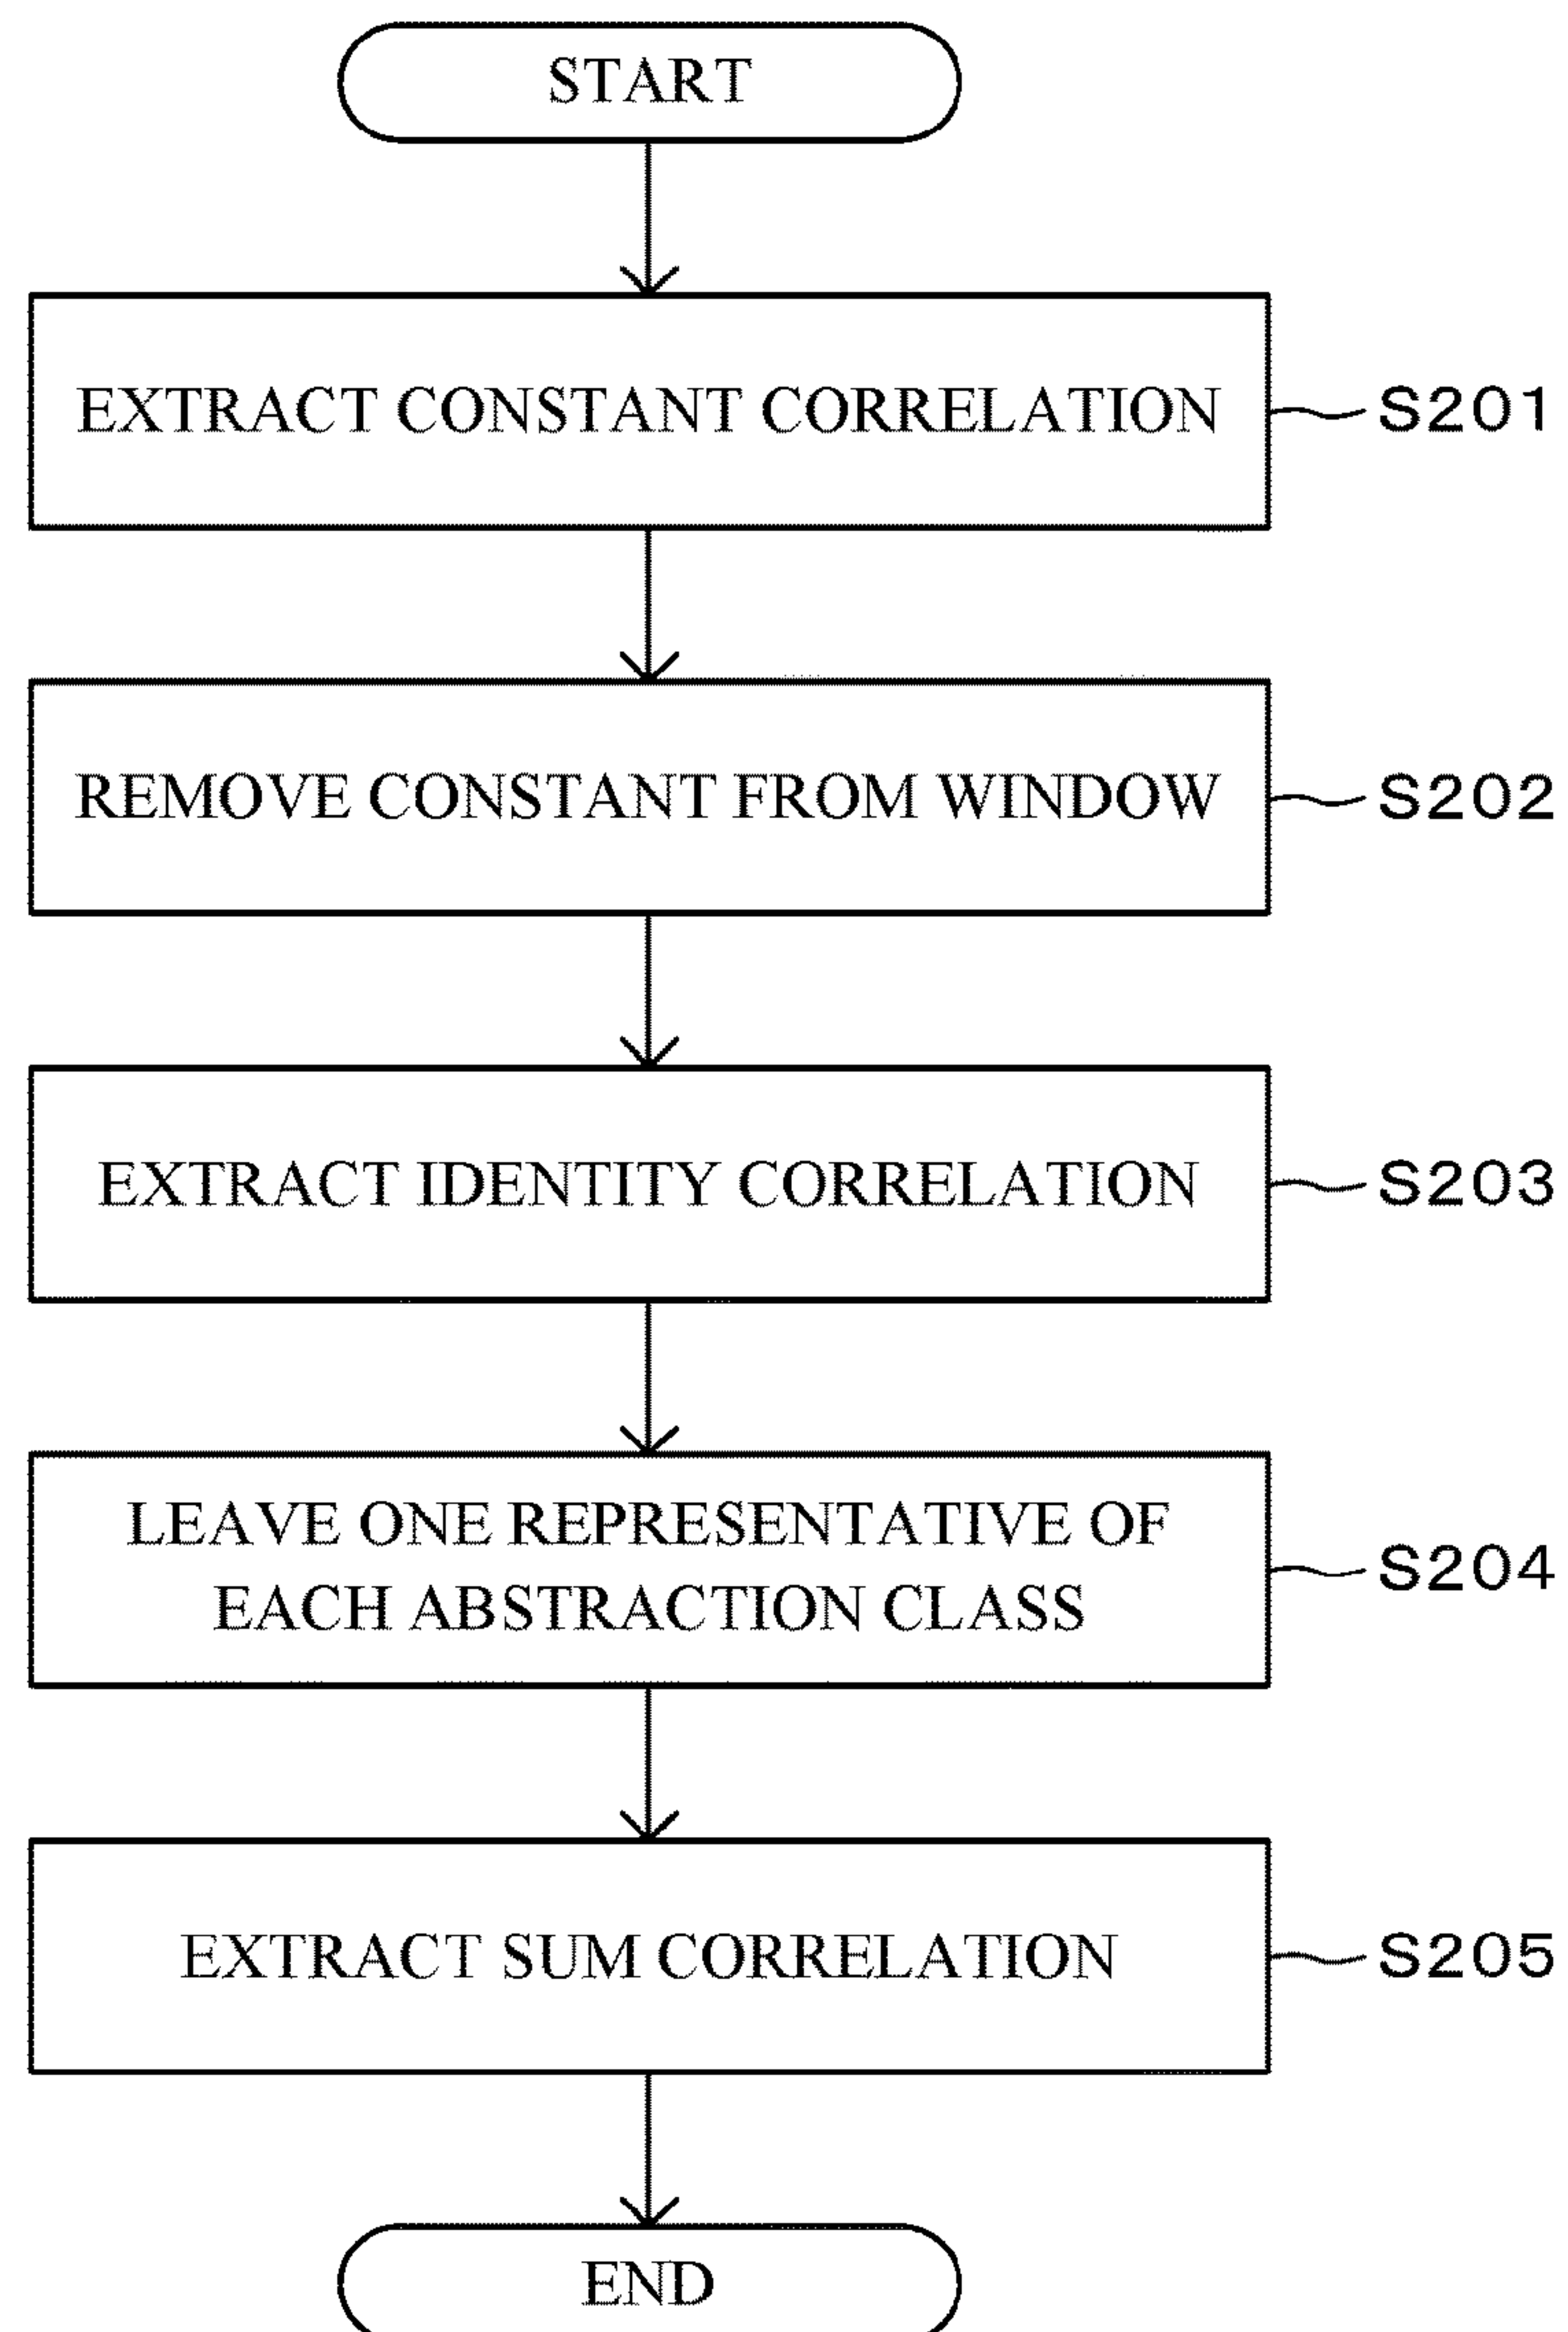 START
EXTRACT CONSTANT CORRELATION
S201
REMOVE CONSTANT FROM WINDOW
S202
EXTRACT IDENTITY CORRELATION
S203
LEAVE ONE REPRESENTATIVE OF
EACH ABSTRACTION CLASS
S204
EXTRACT SUM CORRELATION
S205
END